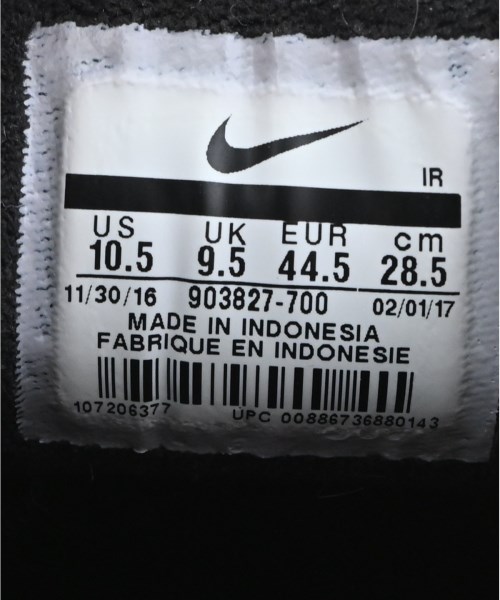 IR
US UK EUR cm
10.5 9.5 44.5 28.5
11/30/16 903827-700 02/01/17
MADE IN INDONESIA
FABRIQUE EN INDONESIE
107206377 UPC 00886736880143